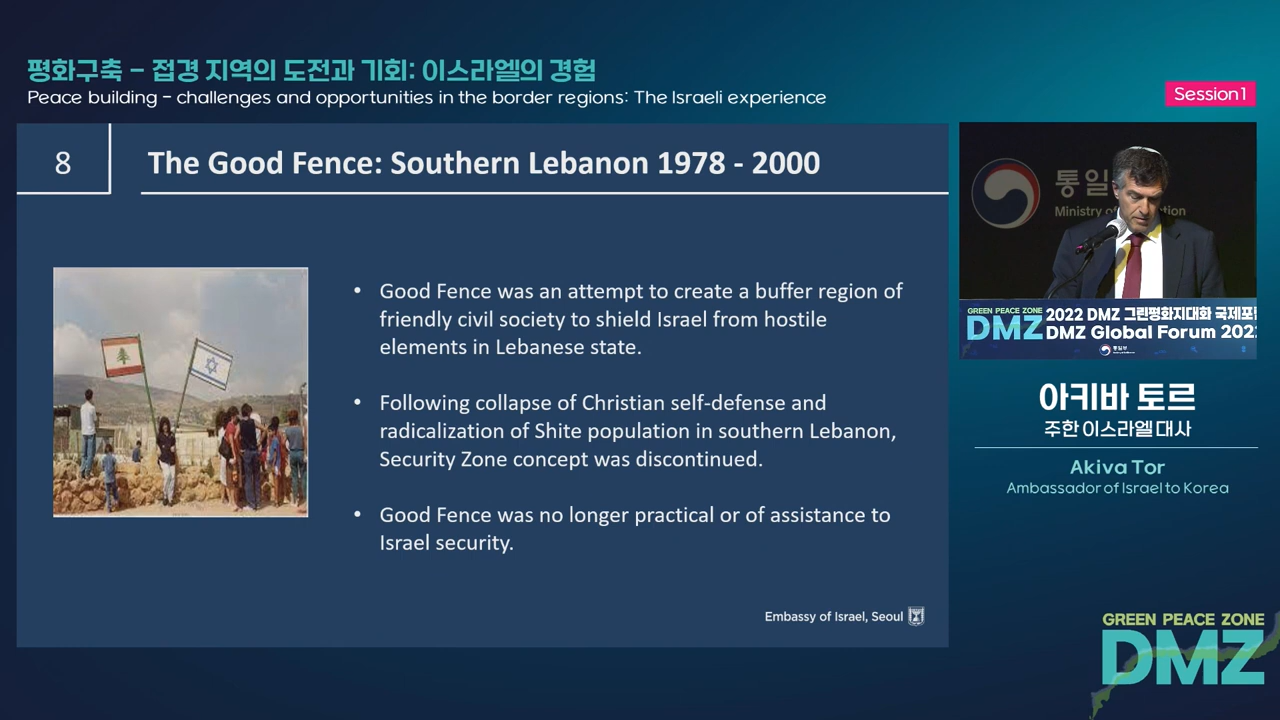 평화구축 – 접경 지역의 도전과 기회: 이스라엘의 경험
Peace building – challenges and opportunities in the border regions: The Israeli experience
Session1
8
The Good Fence: Southern Lebanon 1978 - 2000
• Good Fence was an attempt to create a buffer region of
friendly civil society to shield Israel from hostile
elements in Lebanese state.
• Following collapse of Christian self-defense and
radicalization of Shite population in southern Lebanon,
Security Zone concept was discontinued.
• Good Fence was no longer practical or of assistance to
Israel security.
Embassy of Israel, Seoul
통일
Ministry of
GREEN PEACE ZONE
DMZ
2022 DMZ 그린평화지대화 국제포
DMZ Global Forum 202
통일부
아키바 토르
주한 이스라엘 대사
Akiva Tor
Ambassador of Israel to Korea
GREEN PEACE ZONE
DMZ